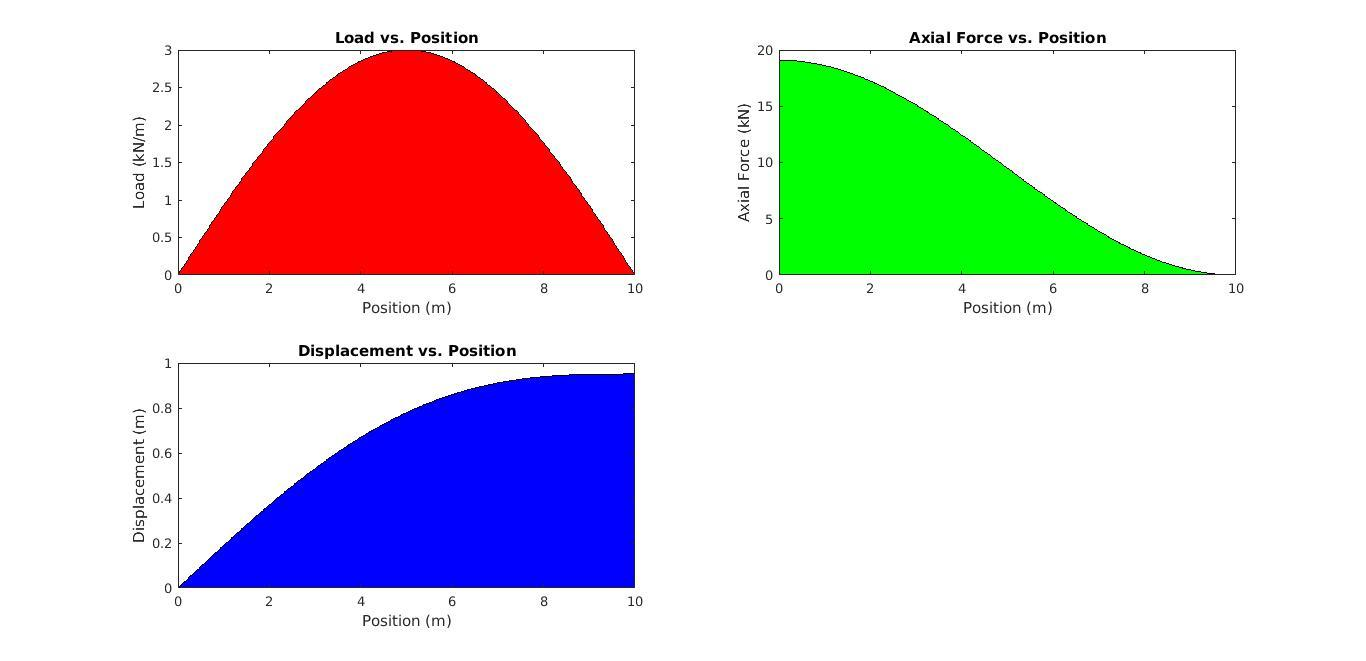 Load vs. Position
3
2.5
2
1.5
1
0.5
0
Load (kN/m)
0 2 4 6 8 10
Position (m)
Axial Force vs. Position
20
15
10
5
0
Axial Force (kN)
0 2 4 6 8 10
Position (m)
Displacement vs. Position
1
0.8
0.6
0.4
0.2
0
Displacement (m)
0 2 4 6 8 10
Position (m)